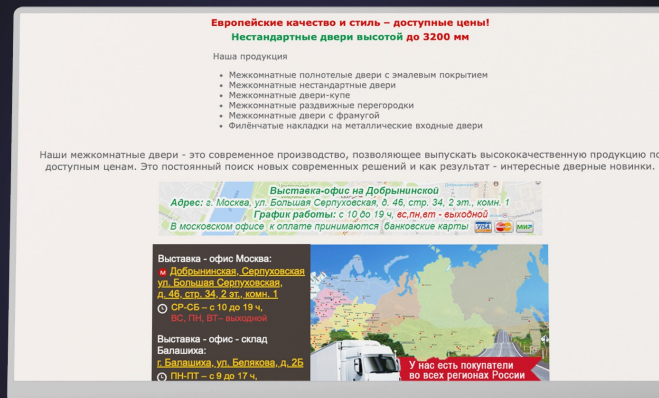 Европейские качество и стиль – доступные цены!
Нестандартные двери высотой до 3200 мм
Наша продукция
• Межкомнатные полнотелые двери с эмалевым покрытием
• Межкомнатные нестандартные двери
• Межкомнатные двери-купе
• Межкомнатные раздвижные перегородки
• Межкомнатные двери с фрамугой
• Филёнчатые накладки на металлические входные двери
Наши межкомнатные двери - это современное производство, позволяющее выпускать высококачественную продукцию по
доступным ценам. Это постоянный поиск новых современных решений и как результат - интересные дверные новинки.
Выставка-офис на Добрынинской
Адрес: г. Москва, ул. Большая Серпуховская, д. 46, стр. 34, 2 эт., комн. 1
График работы: с 10 до 19 ч, вс,пн,вт - выходной
В московском офисе к оплате принимаются банковские карты VISA МИР
Выставка - офис Москва:
М Добрынинская, Серпуховская
ул. Большая Серпуховская,
д. 46, стр. 34, 2 эт., комн. 1
СР-СБ – с 10 до 19 ч,
ВС, ПН, ВТ– выходной
Выставка - офис - склад
Балашиха:
г. Балашиха, ул. Белякова, д. 2Б
ПН-ПТ – с 9 до 17 ч,
У нас есть покупатели
во всех регионах России